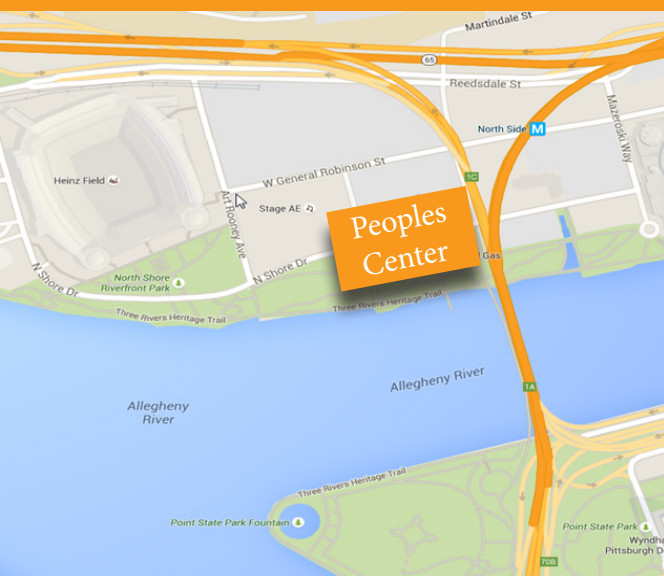 Martindale St
65
Reedsdale St
North Side M
Mazeroski Way
W General Robinson St
1C
Heinz Field
Art Rooney Ave
Stage AE
Peoples
Center
Gas
N Shore Dr
N Shore Dr
North Shore
Riverfront Park
Three Rivers Heritage Trail
Three Rivers Heritage Trail
Allegheny River
1A
Allegheny
River
Three Rivers Heritage Trail
Point State Park Fountain
Point State Park
Wyndha
Pittsburgh D
70B